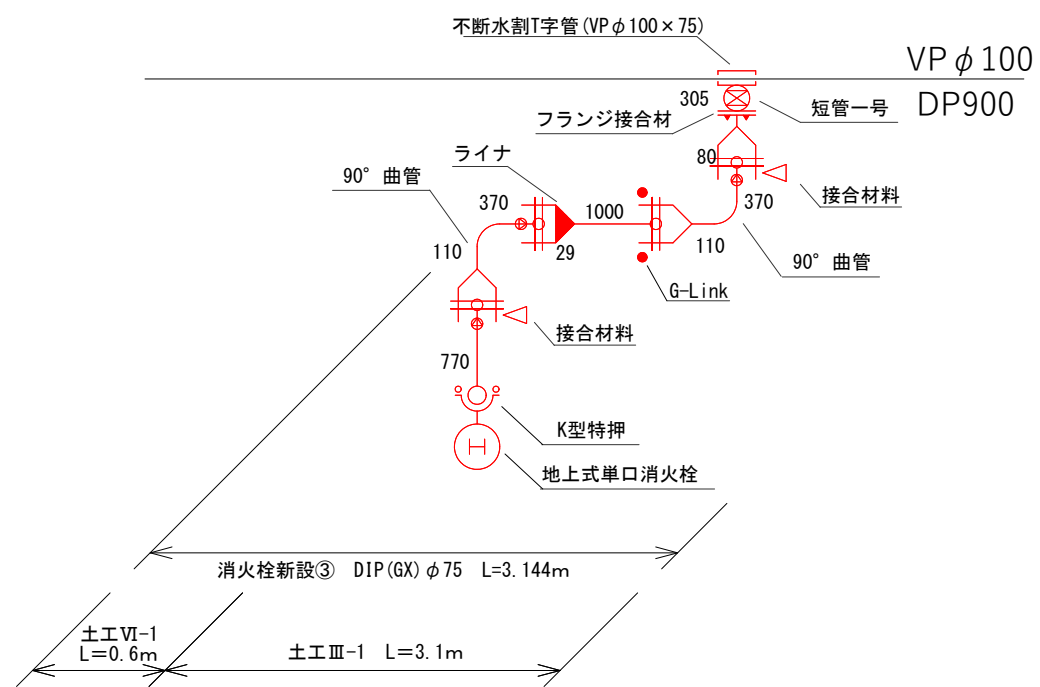 不断水割T字管(VPφ100×75)
VPφ100
305
短管一号
DP900
フランジ接合材
ライナ
80
90°曲管
370
1000
370
接合材料
110
29
110
90°曲管
G-Link
接合材料
770
K型特押
地上式単口消火栓
H
消火栓新設③ DIP(GX)φ75 L=3.144m
土工Ⅵ-1
L=0.6m
土工Ⅲ-1 L=3.1m